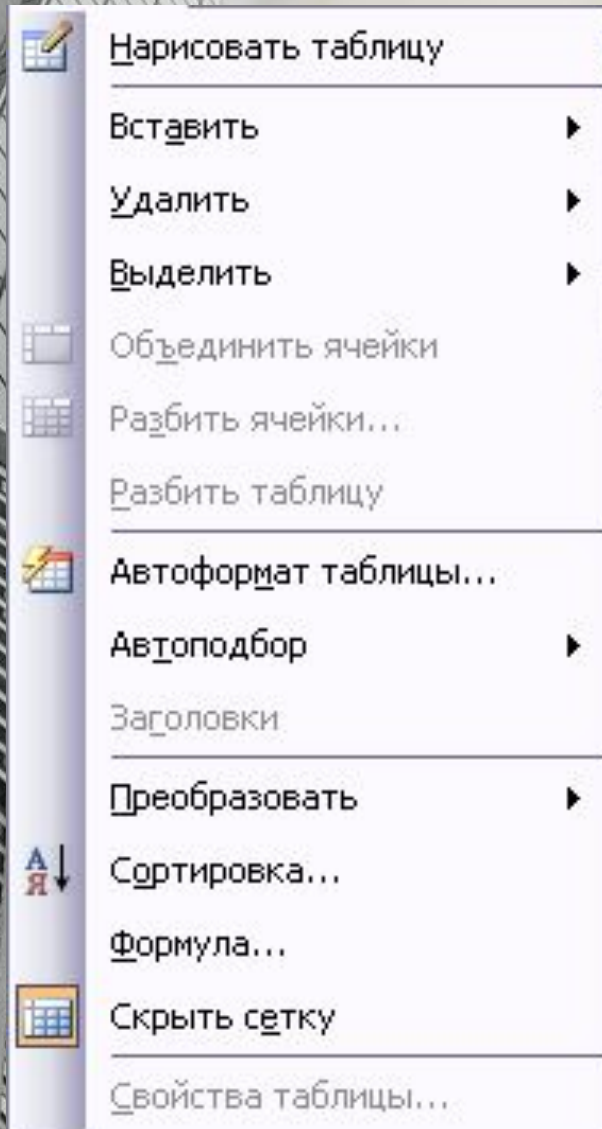 Нарисовать таблицу
Вставить
Удалить
Выделить
Объединить ячейки
Разбить ячейки...
Разбить таблицу
Автоформат таблицы...
Автоподбор
Заголовки
Преобразовать
Сортировка...
Формула...
Скрыть сетку
Свойства таблицы...